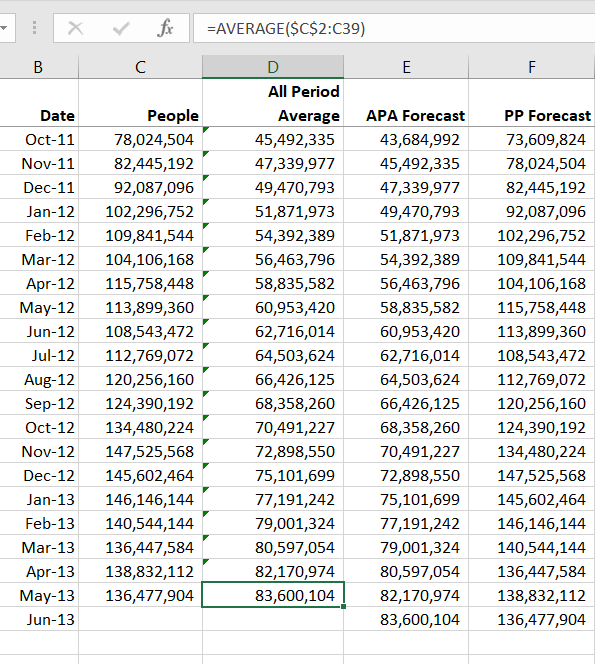 fx =AVERAGE($C$2:C39)
B C D E F
All Period
Date People Average APA Forecast PP Forecast
Oct-11 78,024,504 45,492,335 43,684,992 73,609,824
Nov-11 82,445,192 47,339,977 45,492,335 78,024,504
Dec-11 92,087,096 49,470,793 47,339,977 82,445,192
Jan-12 102,296,752 51,871,973 49,470,793 92,087,096
Feb-12 109,841,544 54,392,389 51,871,973 102,296,752
Mar-12 104,106,168 56,463,796 54,392,389 109,841,544
Apr-12 115,758,448 58,835,582 56,463,796 104,106,168
May-12 113,899,360 60,953,420 58,835,582 115,758,448
Jun-12 108,543,472 62,716,014 60,953,420 113,899,360
Jul-12 112,769,072 64,503,624 62,716,014 108,543,472
Aug-12 120,256,160 66,426,125 64,503,624 112,769,072
Sep-12 124,390,192 68,358,260 66,426,125 120,256,160
Oct-12 134,480,224 70,491,227 68,358,260 124,390,192
Nov-12 147,525,568 72,898,550 70,491,227 134,480,224
Dec-12 145,602,464 75,101,699 72,898,550 147,525,568
Jan-13 146,146,144 77,191,242 75,101,699 145,602,464
Feb-13 140,544,144 79,001,324 77,191,242 146,146,144
Mar-13 136,447,584 80,597,054 79,001,324 140,544,144
Apr-13 138,832,112 82,170,974 80,597,054 136,447,584
May-13 136,477,904 83,600,104 82,170,974 138,832,112
Jun-13 83,600,104 136,477,904